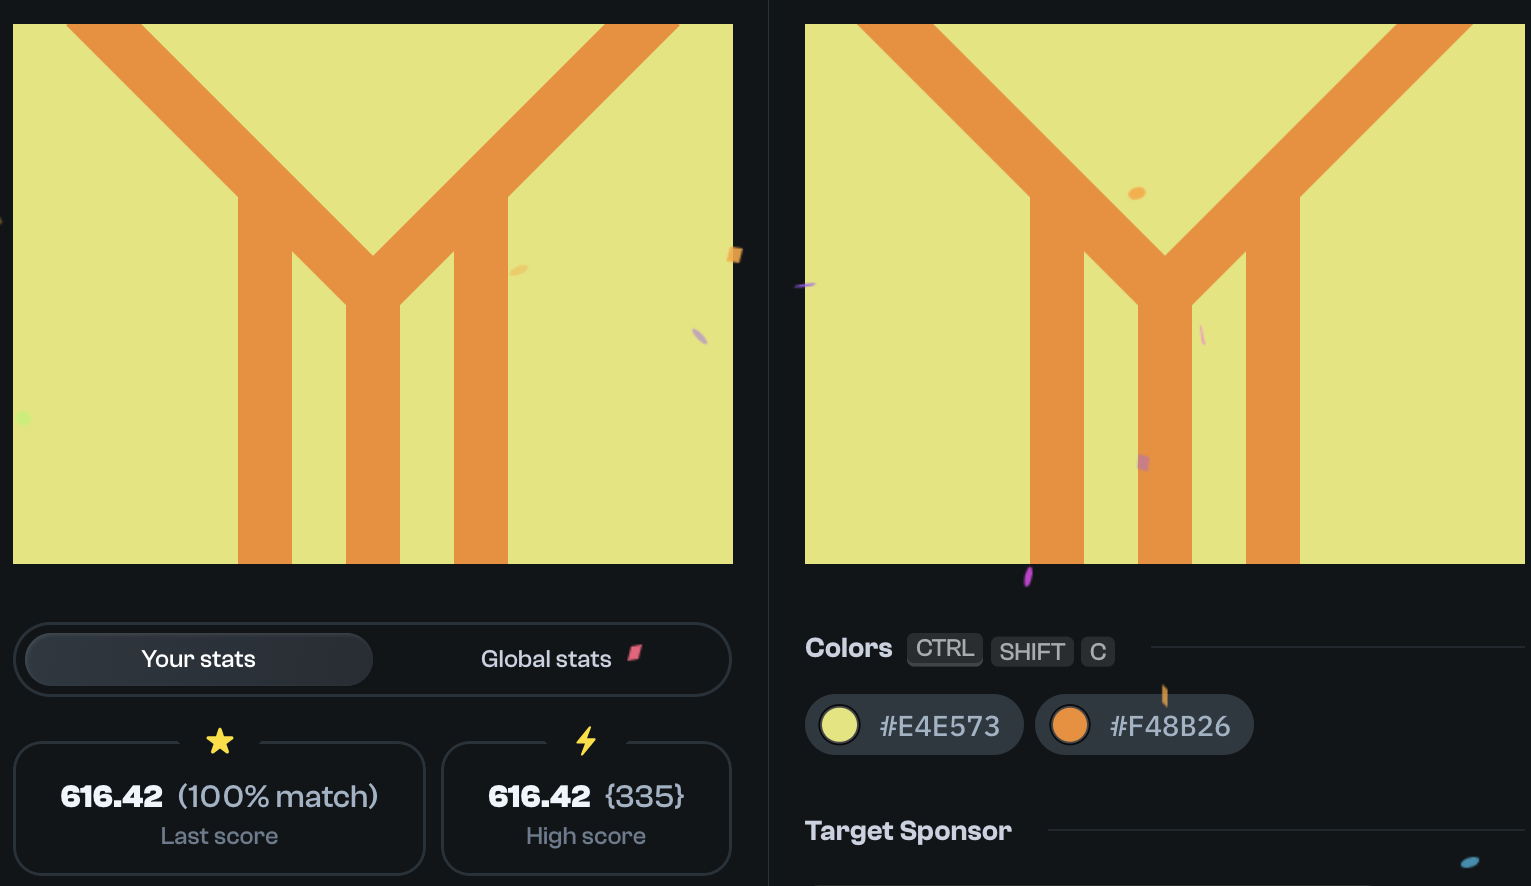 Your stats
Global stats
616.42 (100% match)
Last score
616.42 {335}
High score
Colors CTRL SHIFT C
#E4E573
#F48B26
Target Sponsor